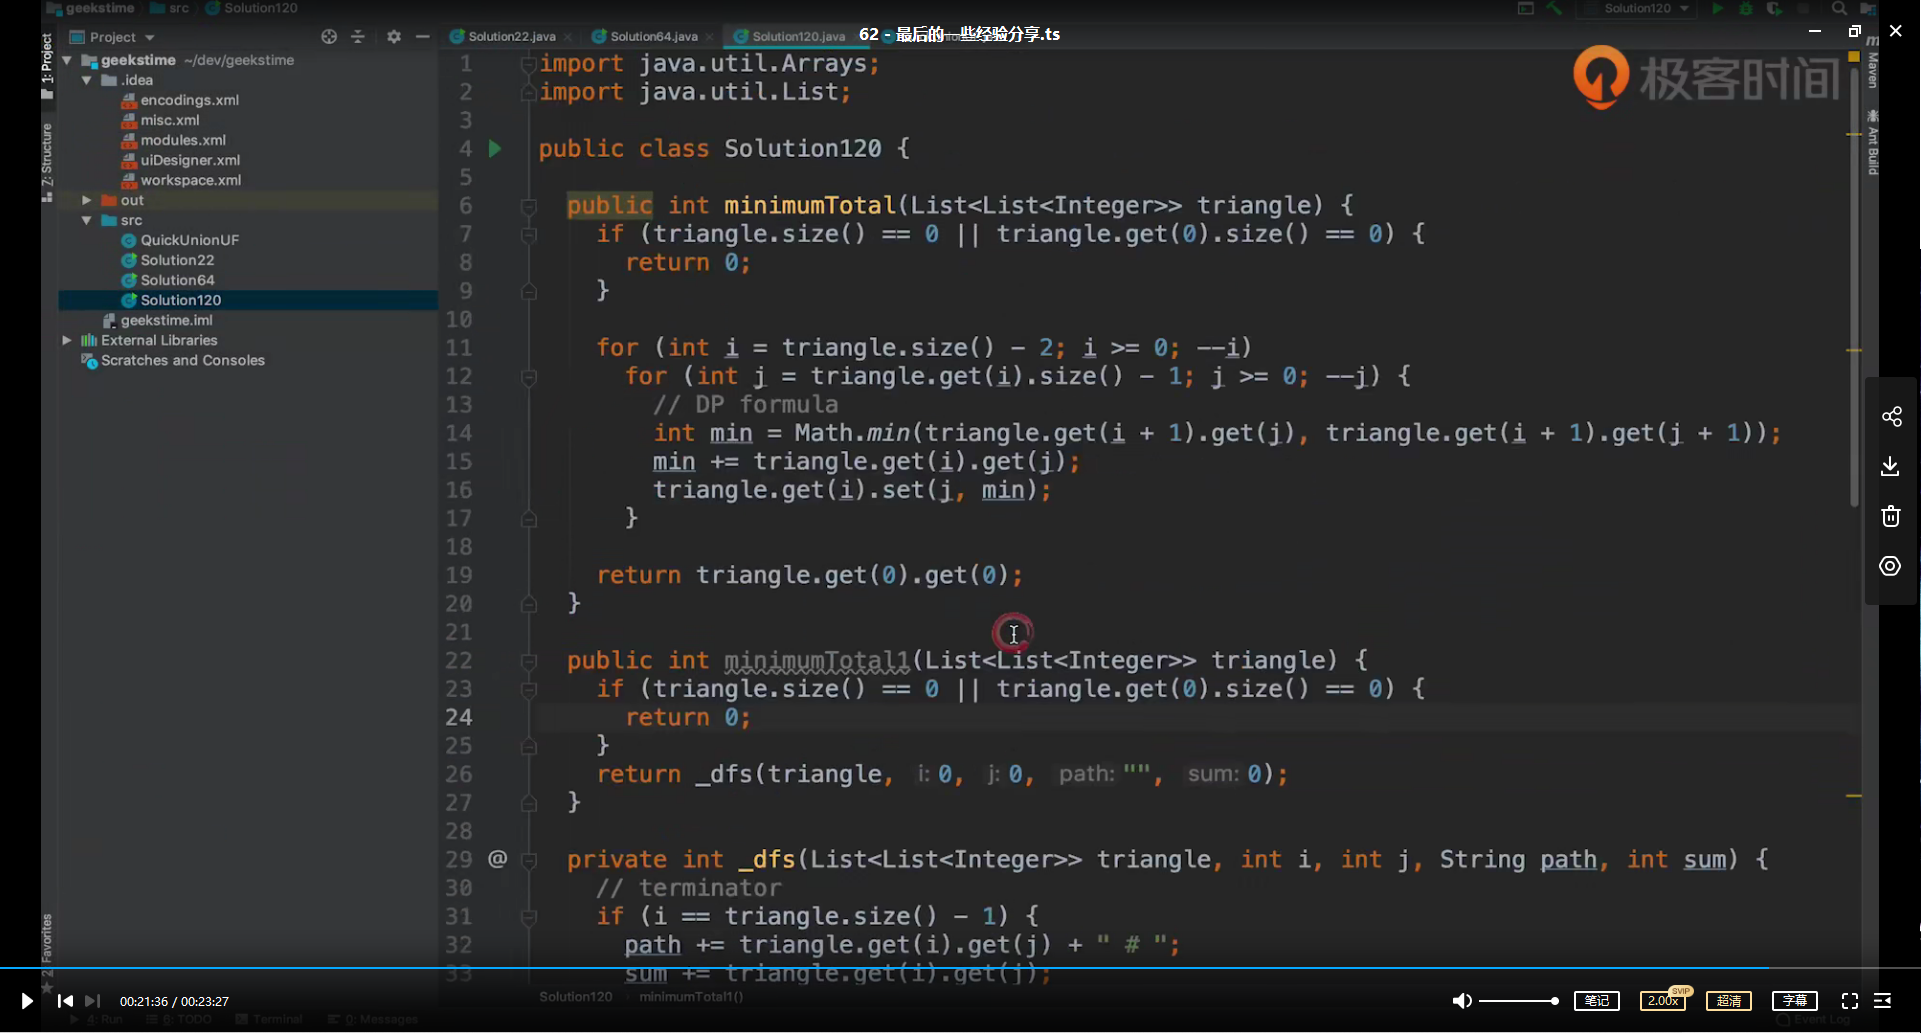 geekstime src Solution120
Solution120
62 - 最后的一些经验分享.ts
1: Project
Project
Solution22.java
Solution64.java
Solution120.java
geekstime ~/dev/geekstime
.idea
encodings.xml
misc.xml
modules.xml
uiDesigner.xml
workspace.xml
out
src
QuickUnionUF
Solution22
Solution64
Solution120
geekstime.iml
External Libraries
Scratches and Consoles
Z: Structure
2: Favorites
极客时间
Maven
Ant Build
1 import java.util.Arrays;
2 import java.util.List;
3
4 public class Solution120 {
5
6 public int minimumTotal(List<List<Integer>> triangle) {
7 if (triangle.size() == 0 || triangle.get(0).size() == 0) {
8 return 0;
9 }
10
11 for (int i = triangle.size() - 2; i >= 0; --i)
12 for (int j = triangle.get(i).size() - 1; j >= 0; --j) {
13 // DP formula
14 int min = Math.min(triangle.get(i + 1).get(j), triangle.get(i + 1).get(j + 1));
15 min += triangle.get(i).get(j);
16 triangle.get(i).set(j, min);
17 }
18
19 return triangle.get(0).get(0);
20 }
21
22 public int minimumTotal1(List<List<Integer>> triangle) {
23 if (triangle.size() == 0 || triangle.get(0).size() == 0) {
24 return 0;
25 }
26 return _dfs(triangle, i: 0, j: 0, path: "", sum: 0);
27 }
28
29 @ private int _dfs(List<List<Integer>> triangle, int i, int j, String path, int sum) {
30 // terminator
31 if (i == triangle.size() - 1) {
32 path += triangle.get(i).get(j) + " # ";
33 sum += triangle.get(i).get(j);
Solution120 minimumTotal1()
00:21:36 / 00:23:27
笔记
2.00x
SVIP
超清
字幕
4: Run 6: TODO Terminal 0: Messages Event Log